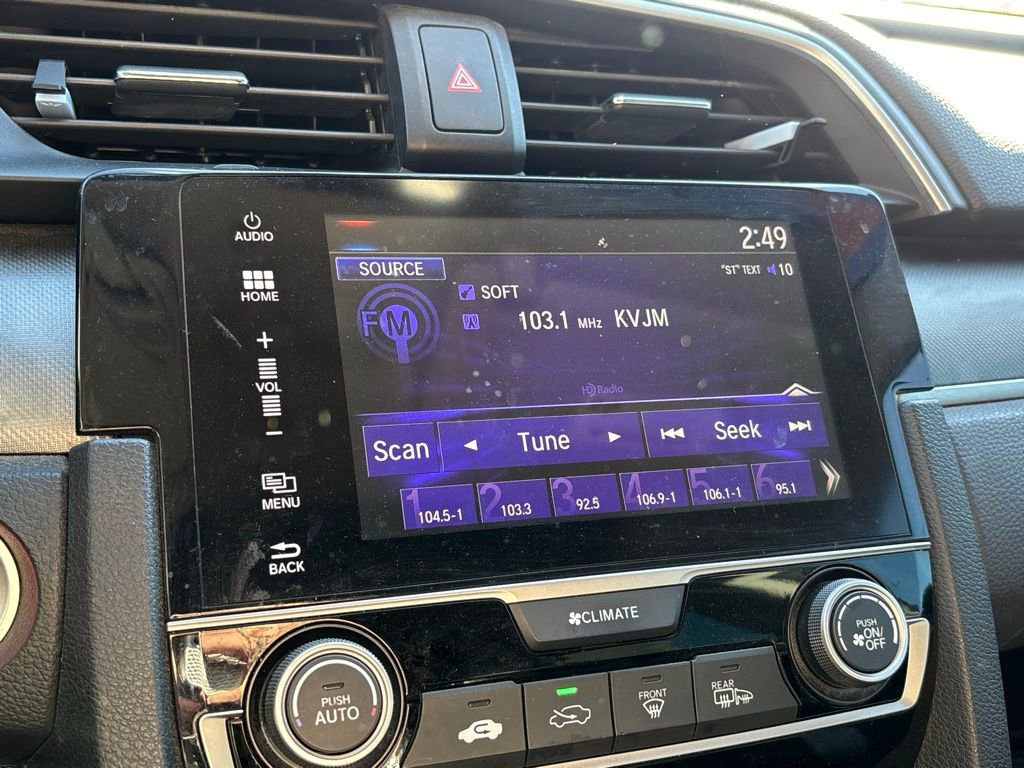 AUDIO
2:49
SOURCE
"ST" TEXT 10
HOME
SOFT
FM
103.1 MHz KVJM
+
VOL
-
HD Radio
Scan Tune Seek
MENU
1 104.5-1
2 103.3
3 92.5
4 106.9-1
5 106.1-1
6 95.1
BACK
CLIMATE
PUSH
ON/
OFF
PUSH
AUTO
FRONT
REAR